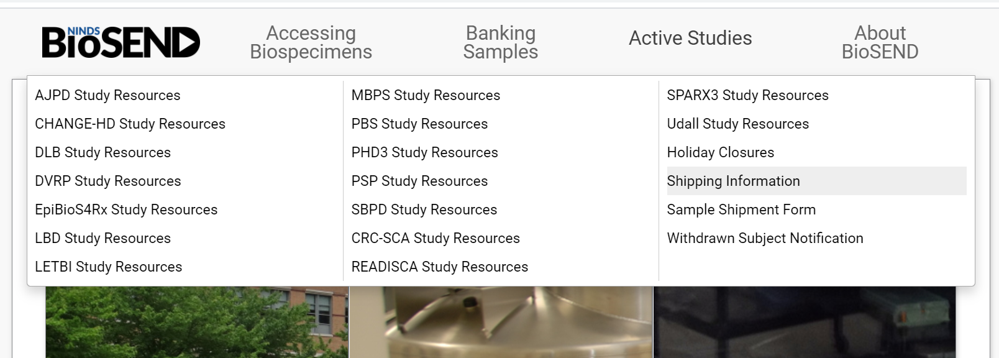 NINDS
BioSEND
Accessing
Biospecimens
Banking
Samples
Active Studies
About
BioSEND
AJPD Study Resources
CHANGE-HD Study Resources
DLB Study Resources
DVRP Study Resources
EpiBioS4Rx Study Resources
LBD Study Resources
LETBI Study Resources
MBPS Study Resources
PBS Study Resources
PHD3 Study Resources
PSP Study Resources
SBPD Study Resources
CRC-SCA Study Resources
READISCA Study Resources
SPARX3 Study Resources
Udall Study Resources
Holiday Closures
Shipping Information
Sample Shipment Form
Withdrawn Subject Notification